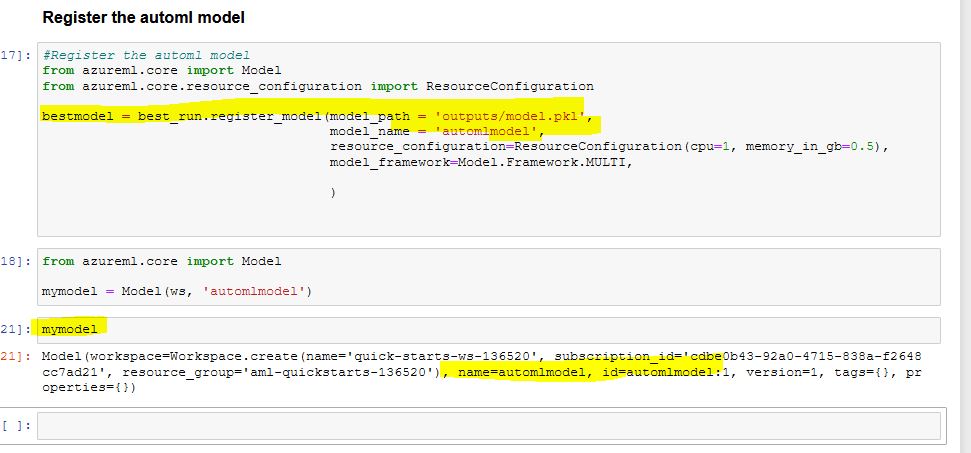 Register the automl model
17]: #Register the automl model
from azureml.core import Model
from azureml.core.resource_configuration import ResourceConfiguration
bestmodel = best_run.register_model(model_path = 'outputs/model.pkl',
model_name = 'automlmodel',
resource_configuration=ResourceConfiguration(cpu=1, memory_in_gb=0.5),
model_framework=Model.Framework.MULTI,
)
18]: from azureml.core import Model
mymodel = Model(ws, 'automlmodel')
21]: mymodel
21]: Model(workspace=Workspace.create(name='quick-starts-ws-136520', subscription_id='cdbe0b43-92a0-4715-838a-f2648
cc7ad21', resource_group='aml-quickstarts-136520'), name=automlmodel, id=automlmodel:1, version=1, tags={}, pr
operties={})
[ ]: